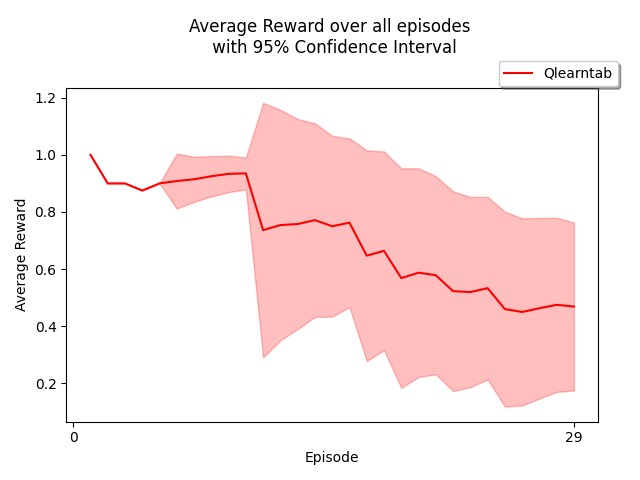 Average Reward over all episodes
with 95% Confidence Interval
Qlearntab
1.2
1.0
0.8
0.6
0.4
0.2
Average Reward
0
29
Episode